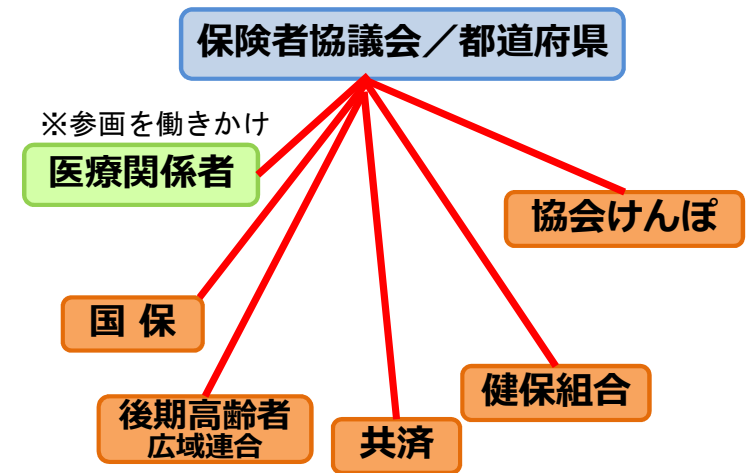 保険者協議会／都道府県
※参画を働きかけ
医療関係者
協会けんぽ
国 保
健保組合
後期高齢者
広域連合
共済